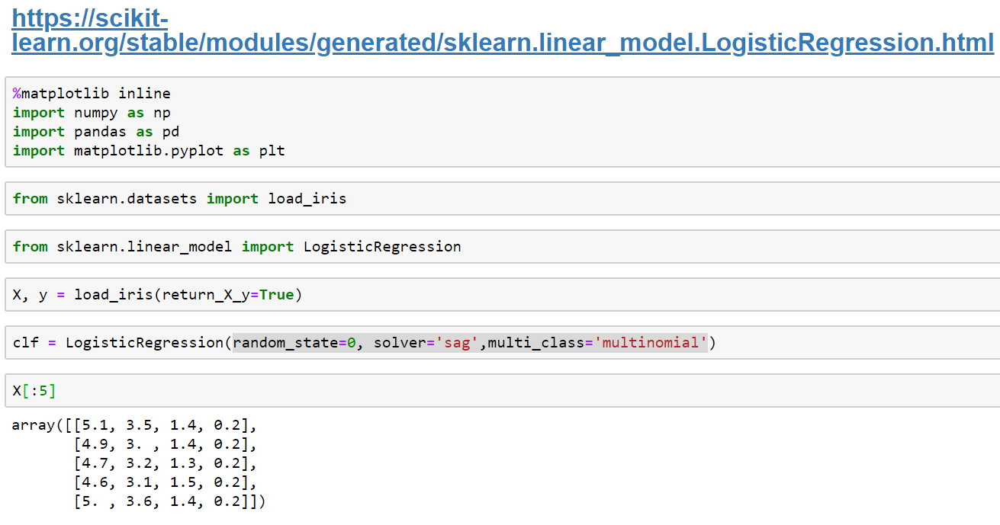 https://scikit-
learn.org/stable/modules/generated/sklearn.linear_model.LogisticRegression.html
%matplotlib inline
import numpy as np
import pandas as pd
import matplotlib.pyplot as plt
from sklearn.datasets import load_iris
from sklearn.linear_model import LogisticRegression
X, y = load_iris(return_X_y=True)
clf = LogisticRegression(random_state=0, solver='sag',multi_class='multinomial')
X[:5]
array([[5.1, 3.5, 1.4, 0.2],
       [4.9, 3. , 1.4, 0.2],
       [4.7, 3.2, 1.3, 0.2],
       [4.6, 3.1, 1.5, 0.2],
       [5. , 3.6, 1.4, 0.2]])